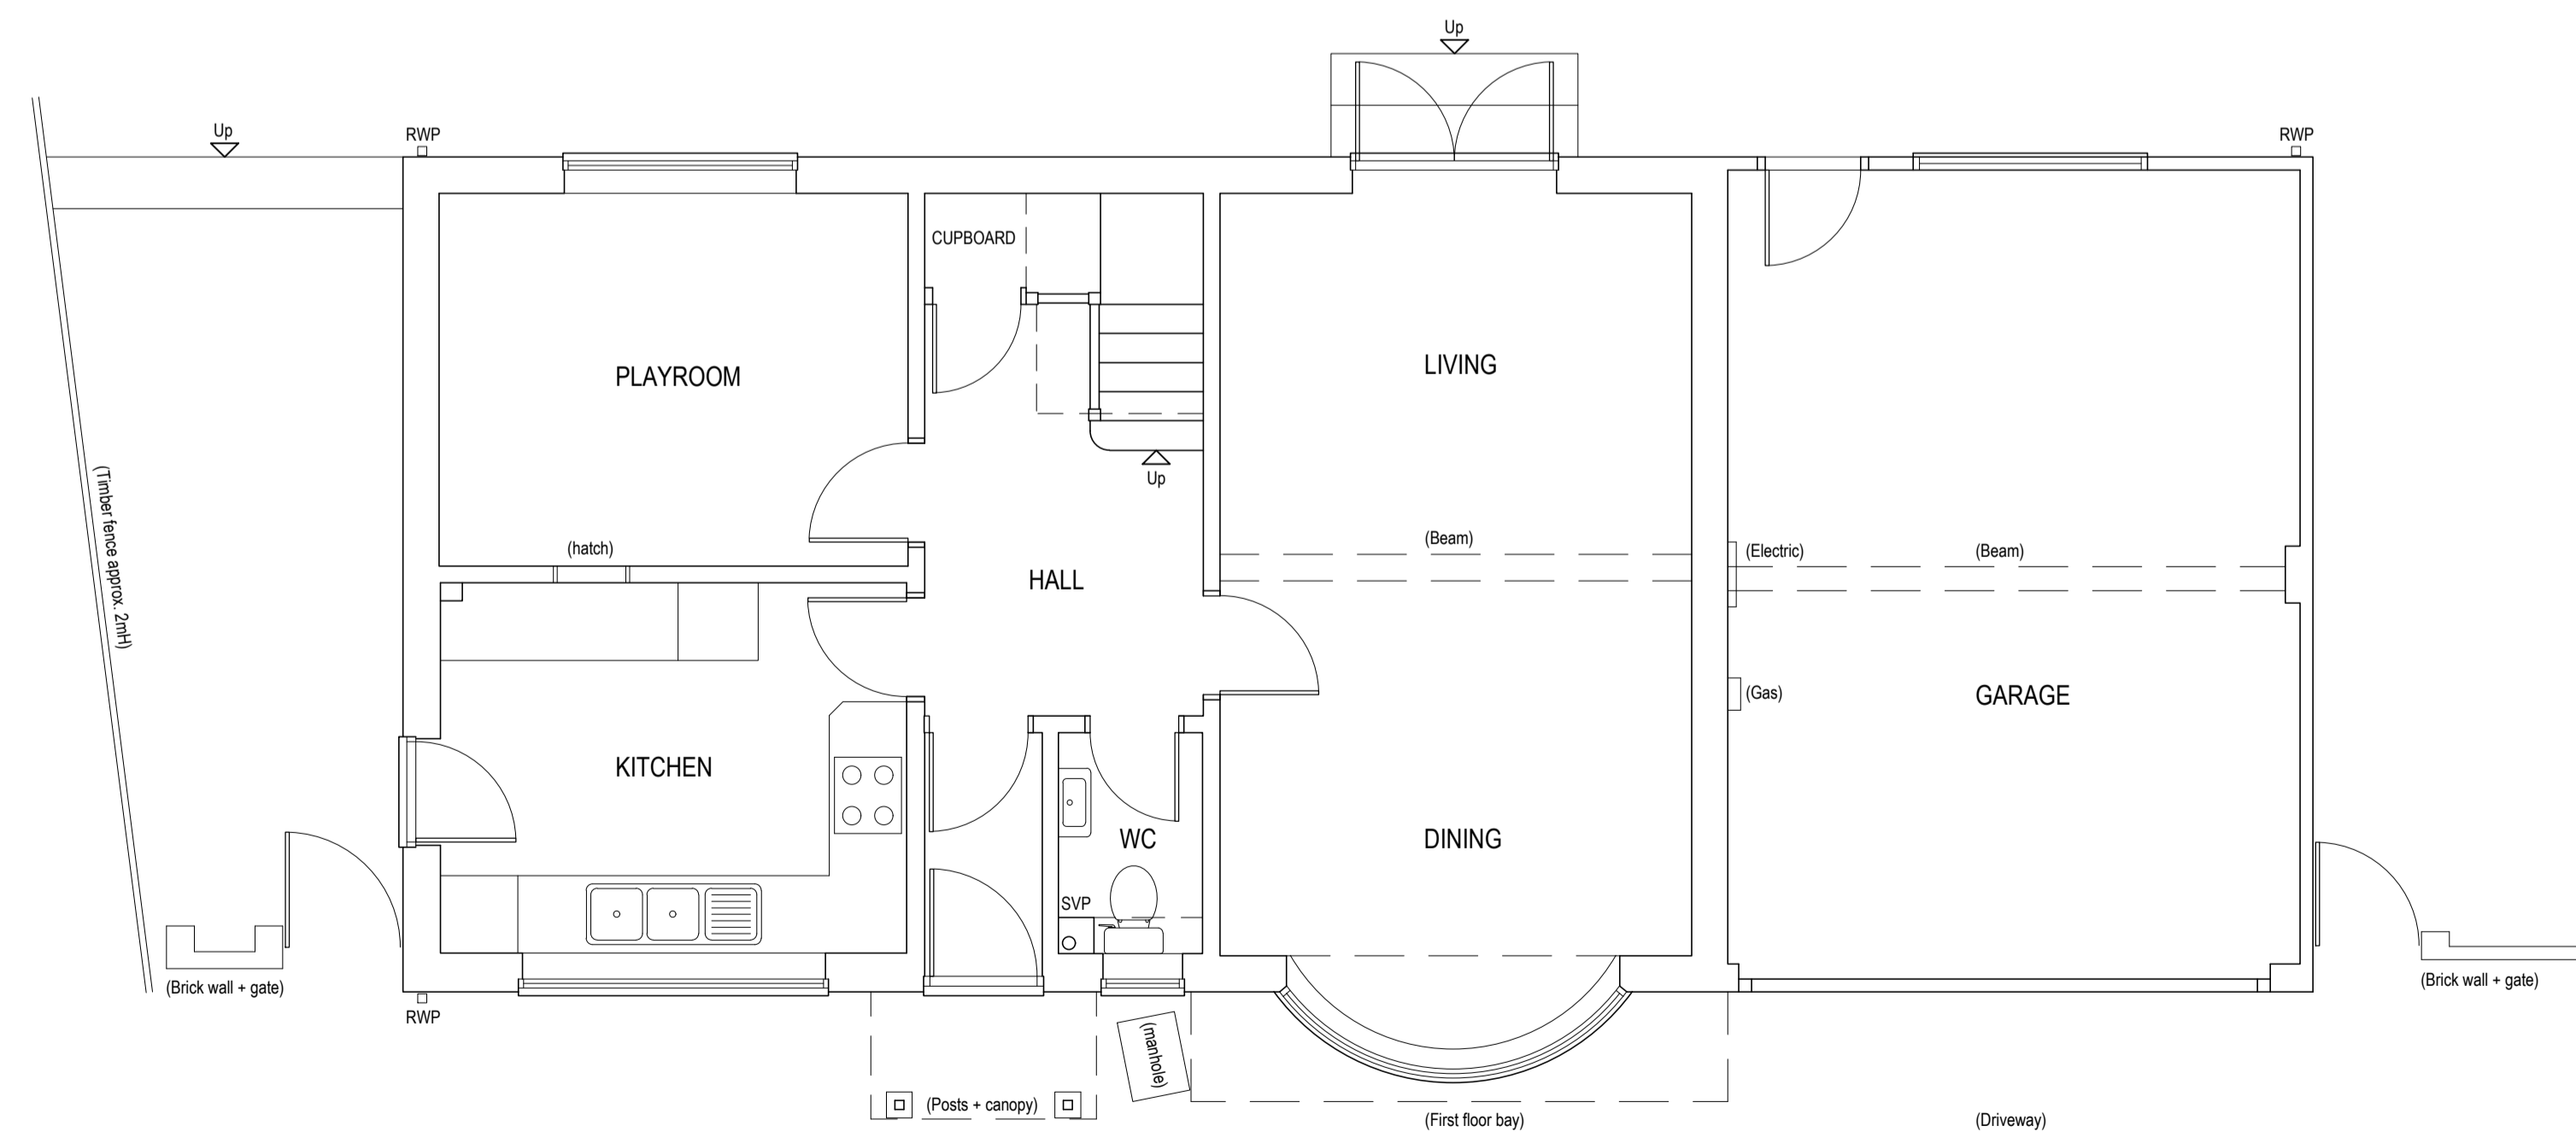 Up
Up
RWP
RWP
CUPBOARD
PLAYROOM
LIVING
(Timber fence approx. 2mH)
Up
(hatch)
(Beam)
(Electric)
(Beam)
HALL
(Gas)
GARAGE
KITCHEN
WC
DINING
SVP
(Brick wall + gate)
(Brick wall + gate)
RWP
(manhole)
(Posts + canopy)
(First floor bay)
(Driveway)